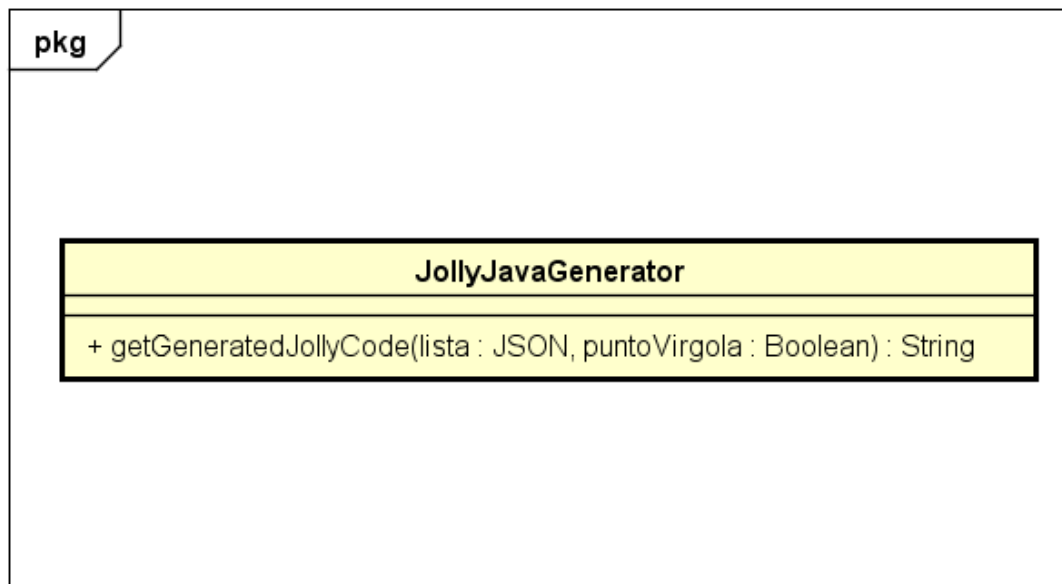 pkg
JollyJavaGenerator
+ getGeneratedJollyCode(lista : JSON, puntoVirgola : Boolean) : String